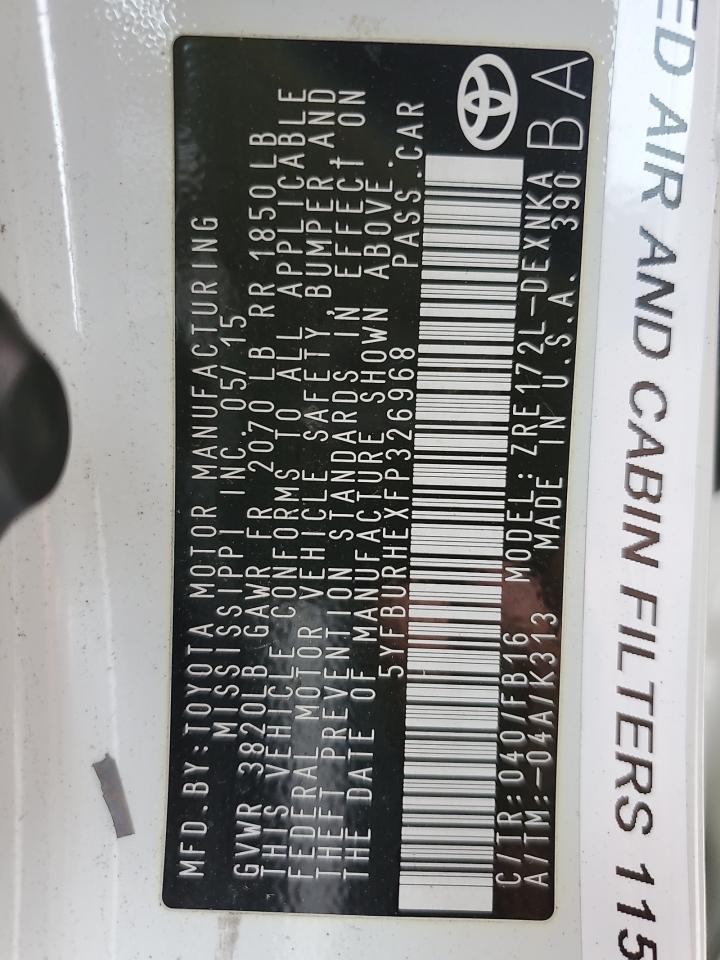 MFD.BY:TOYOTA MOTOR MANUFACTURING
MISSISSIPPI INC. 05/15
GVWR 3820LB GAWR FR 2070LB RR 1850LB
THIS VEHICLE CONFORMS TO ALL APPLICABLE
FEDERAL MOTOR VEHICLE SAFETY, BUMPER AND
THEFT PREVENTION STANDARDS IN EFFECT ON
THE DATE OF MANUFACTURE SHOWN ABOVE.
5YFBURHEXFP326968 PASS.CAR
C/TR:040/FB16 MODEL:ZRE172L-DEXNKA
A/TM:-04A/K313 MADE IN U.S.A. 390
BA
ED AIR AND CABIN FILTERS 115